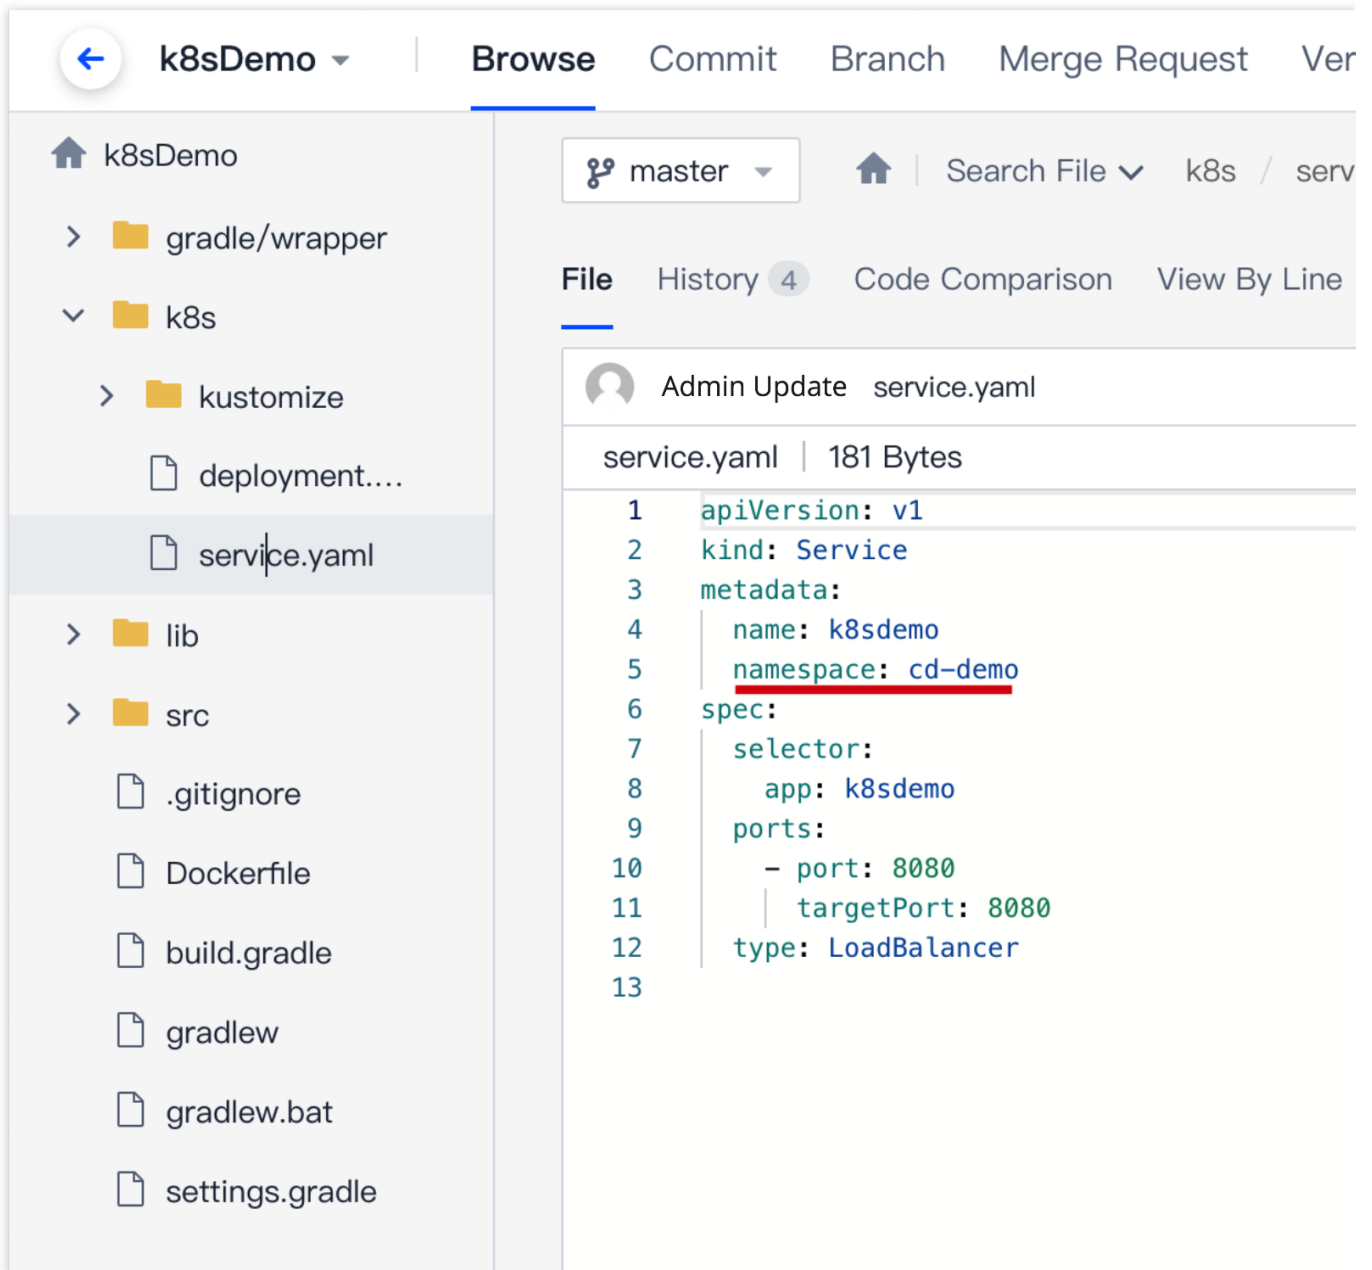 k8sDemo
Browse Commit Branch Merge Request Ver
k8sDemo
gradle/wrapper
k8s
kustomize
deployment....
service.yaml
lib
src
.gitignore
Dockerfile
build.gradle
gradlew
gradlew.bat
settings.gradle
master Search File k8s / serv
File History 4 Code Comparison View By Line
Admin Update service.yaml
service.yaml | 181 Bytes
1 apiVersion: v1
2 kind: Service
3 metadata:
4 name: k8sdemo
5 namespace: cd-demo
6 spec:
7 selector:
8 app: k8sdemo
9 ports:
10 - port: 8080
11 targetPort: 8080
12 type: LoadBalancer
13